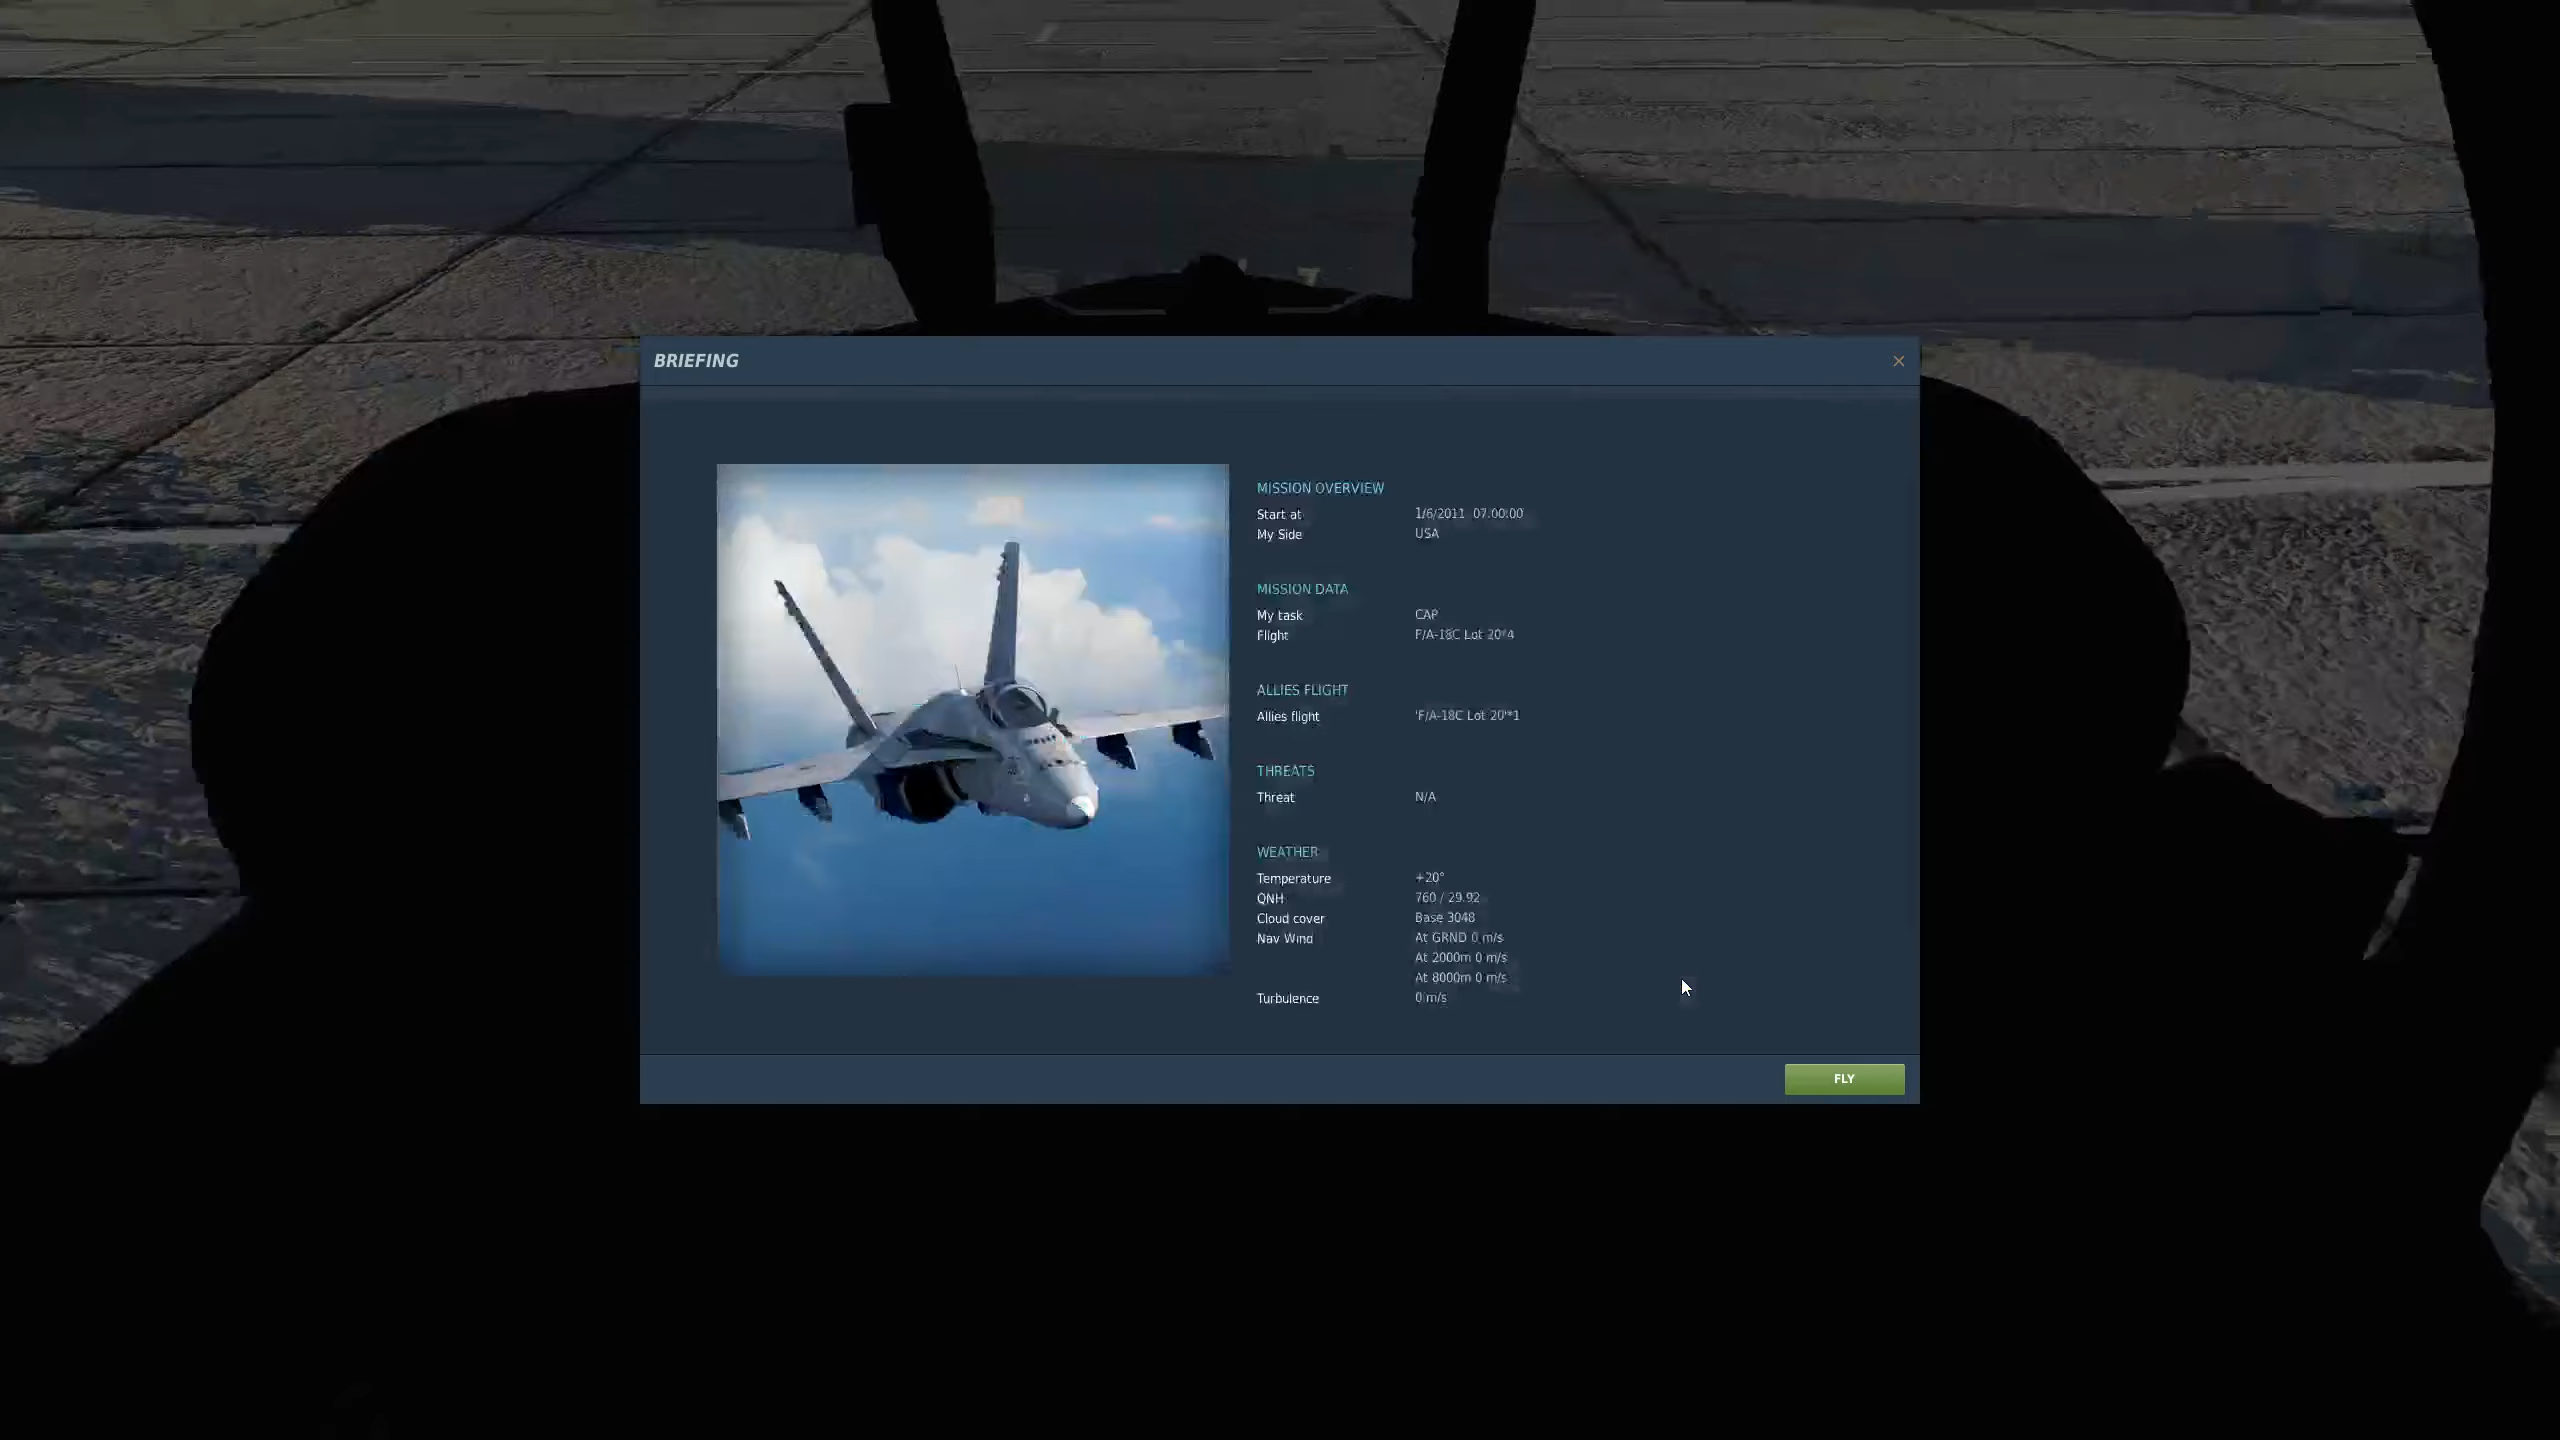 BRIEFING
MISSION OVERVIEW
Start at 1/6/2011 07:00:00
My Side USA
MISSION DATA
My task CAP
Flight F/A-18C Lot 20*4
ALLIES FLIGHT
Allies flight 'F/A-18C Lot 20'*1
THREATS
Threat N/A
WEATHER
Temperature +20°
QNH 760 / 29.92
Cloud cover Base 3048
Nav Wind At GRND 0 m/s
At 2000m 0 m/s
At 8000m 0 m/s
Turbulence 0 m/s
FLY